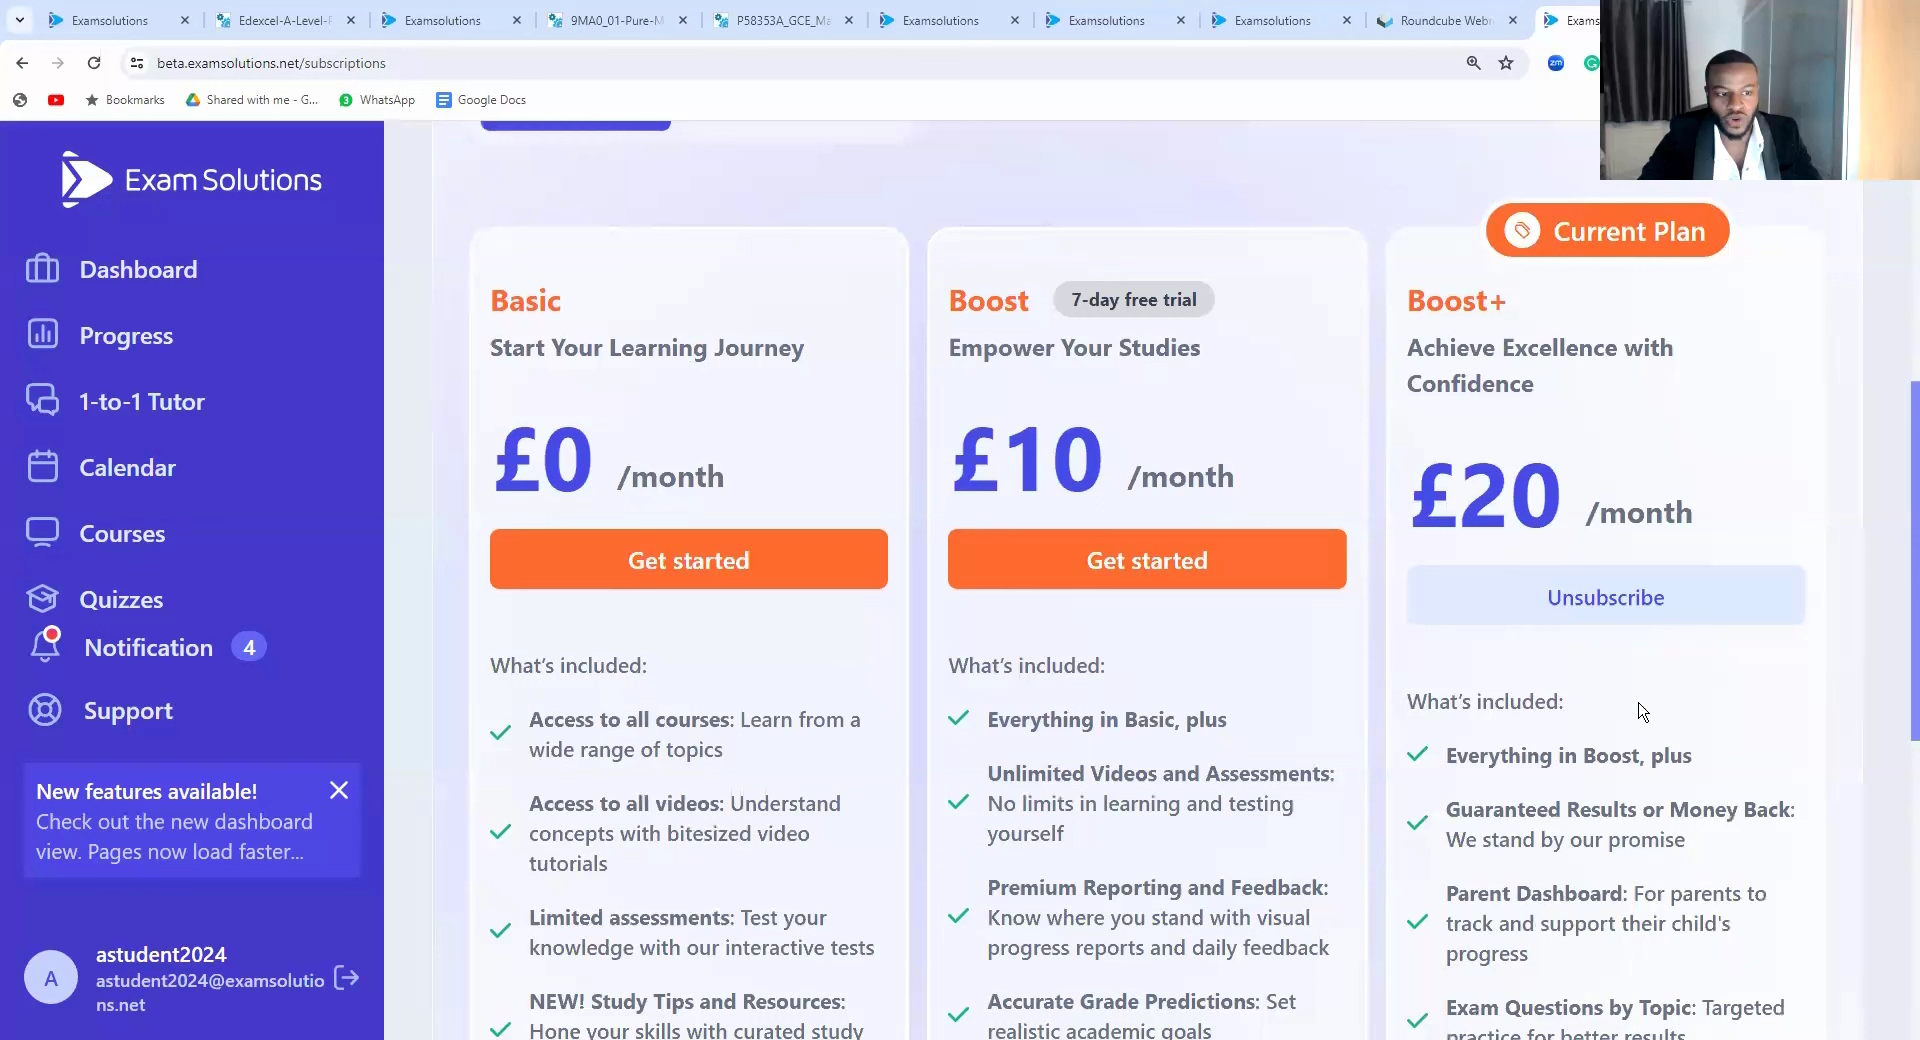 Examsolutions
Edexcel-A-Level-
Examsolutions
9MA0_01-Pure-M
P58353A_GCE_Ma
Examsolutions
Examsolutions
Examsolutions
Roundcube Web
Exams
beta.examsolutions.net/subscriptions
zm
Bookmarks
Shared with me - G...
3
WhatsApp
Google Docs
Exam Solutions
Dashboard
Progress
1-to-1 Tutor
Calendar
Courses
Quizzes
Notification 4
Support
New features available!
Check out the new dashboard
view. Pages now load faster...
A
astudent2024
astudent2024@examsolutio
ns.net
Basic
Start Your Learning Journey
£0 /month
Get started
What's included:
Access to all courses: Learn from a
wide range of topics
Access to all videos: Understand
concepts with bitesized video
tutorials
Limited assessments: Test your
knowledge with our interactive tests
NEW! Study Tips and Resources:
Hone your skills with curated study
Boost 7-day free trial
Empower Your Studies
£10 /month
Get started
What's included:
Everything in Basic, plus
Unlimited Videos and Assessments:
No limits in learning and testing
yourself
Premium Reporting and Feedback:
Know where you stand with visual
progress reports and daily feedback
Accurate Grade Predictions: Set
realistic academic goals
Current Plan
Boost+
Achieve Excellence with
Confidence
£20 /month
Unsubscribe
What's included:
Everything in Boost, plus
Guaranteed Results or Money Back:
We stand by our promise
Parent Dashboard: For parents to
track and support their child's
progress
Exam Questions by Topic: Targeted
practice for better results